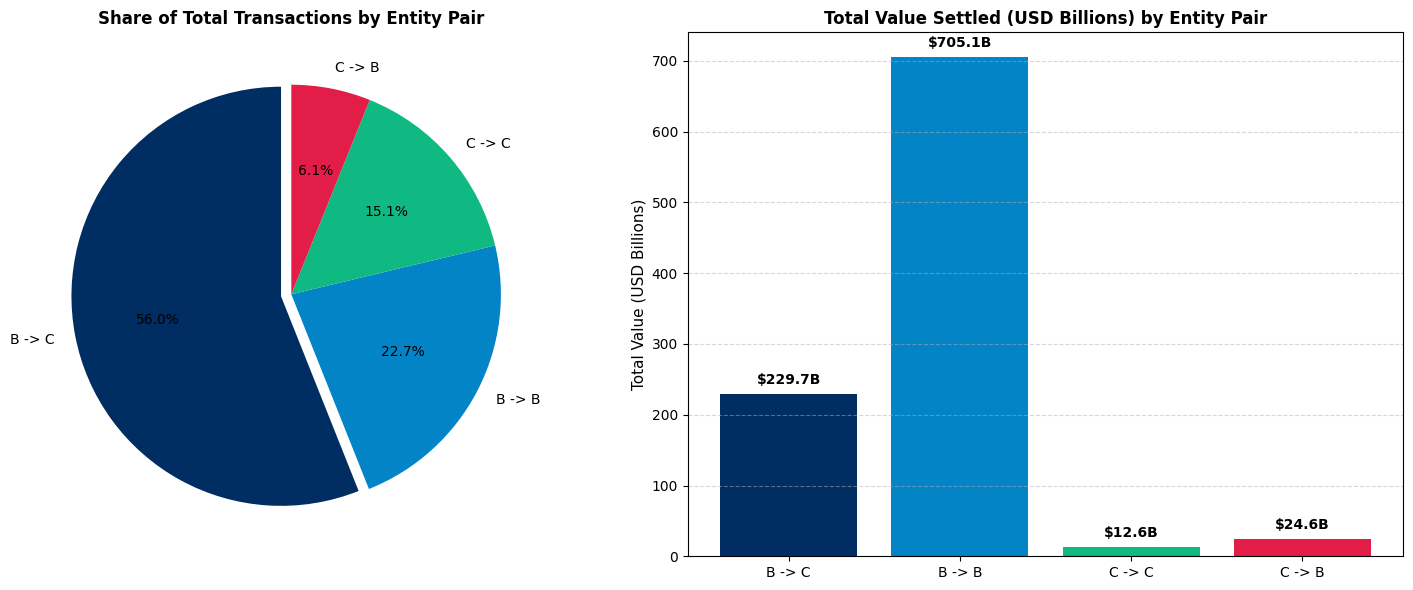 Share of Total Transactions by Entity Pair
C -> B
C -> C
6.1%
15.1%
56.0%
B -> C
22.7%
B -> B
Total Value Settled (USD Billions) by Entity Pair
Total Value (USD Billions)
700
600
500
400
300
200
100
0
$229.7B
$705.1B
$12.6B
$24.6B
B -> C
B -> B
C -> C
C -> B